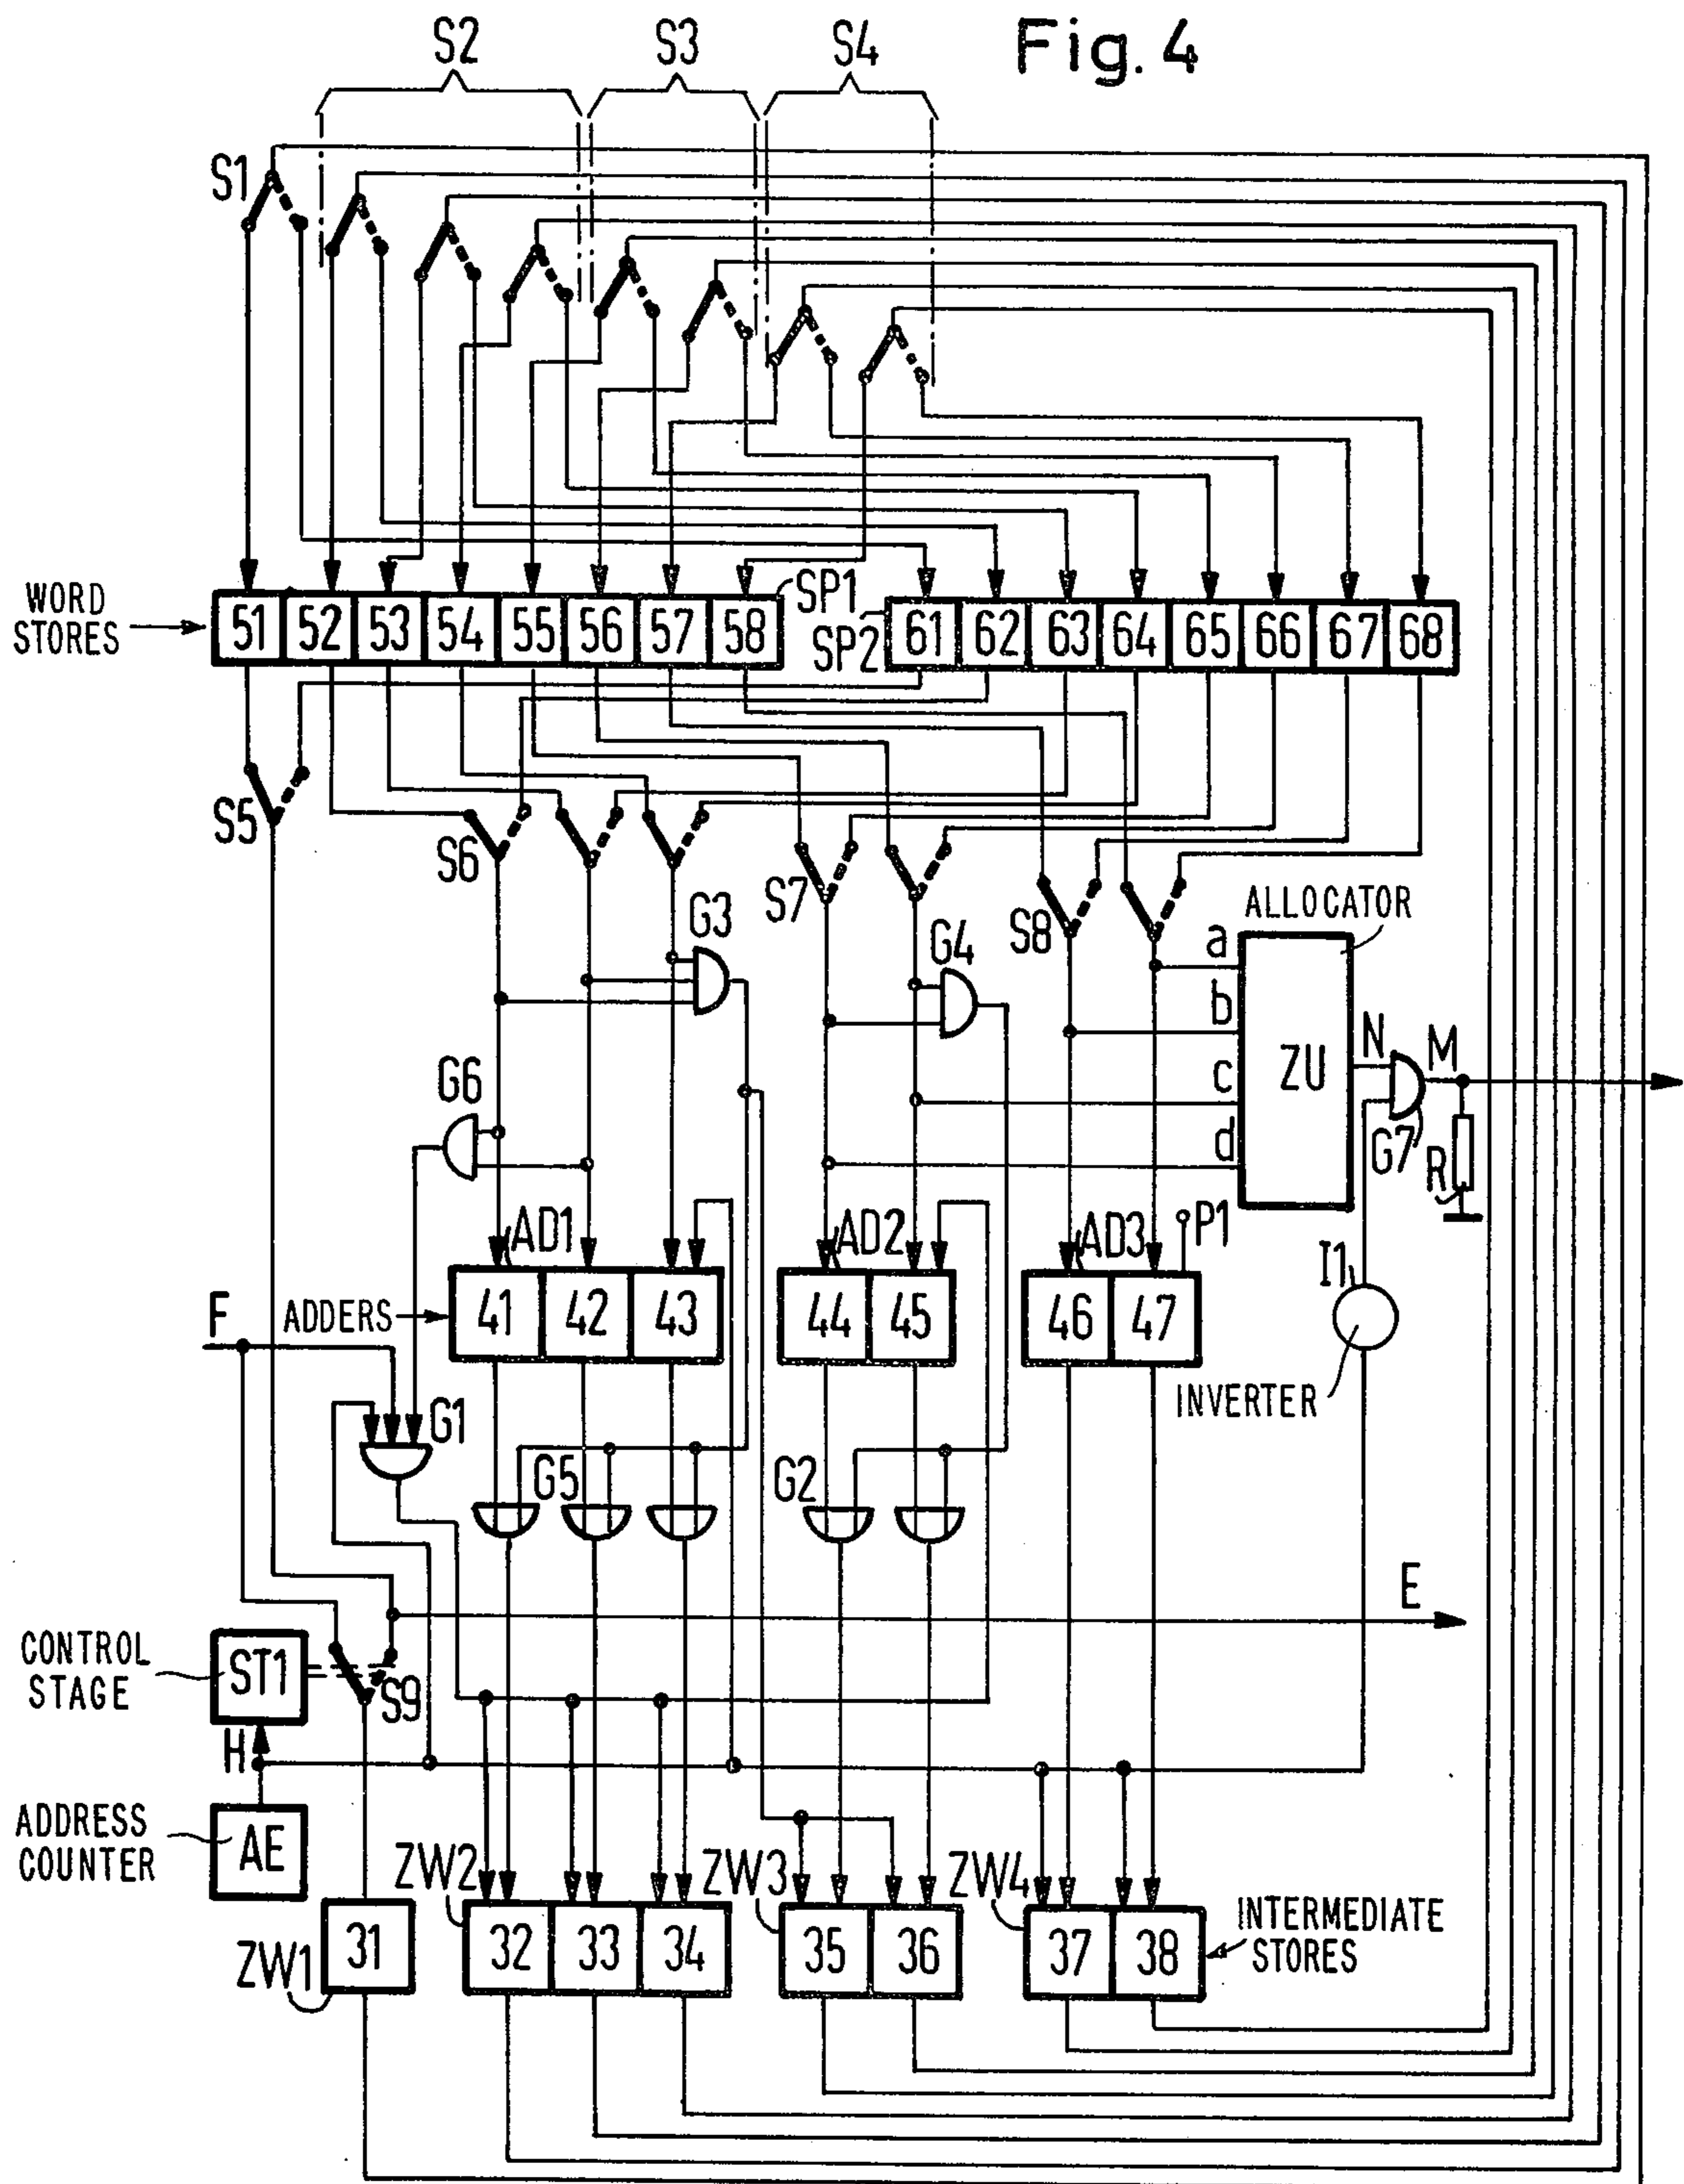 Fig. 4
S2 S3 S4
S1
WORD
STORES
51 52 53 54 55 56 57 58
SP1
SP2
61 62 63 64 65 66 67 68
S5
S6
S7
S8
G3
G4
ALLOCATOR
a
b
c
d
ZU
N
M
G7
R
G6
AD1
AD2
AD3
P1
F
ADDERS
41 42 43
44 45
46 47
I1
INVERTER
G1
G5
G2
E
CONTROL
STAGE
ST1
S9
H
ADDRESS
COUNTER
AE
ZW1
31
ZW2
32 33 34
ZW3
35 36
ZW4
37 38
INTERMEDIATE
STORES